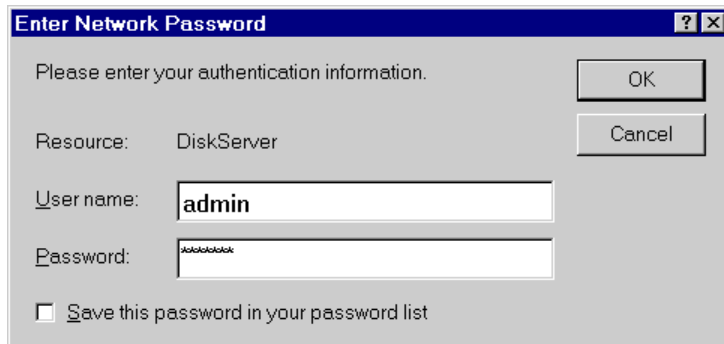 Enter Network Password
Please enter your authentication information.
OK
Cancel
Resource: DiskServer
User name: admin
Password: *******
Save this password in your password list